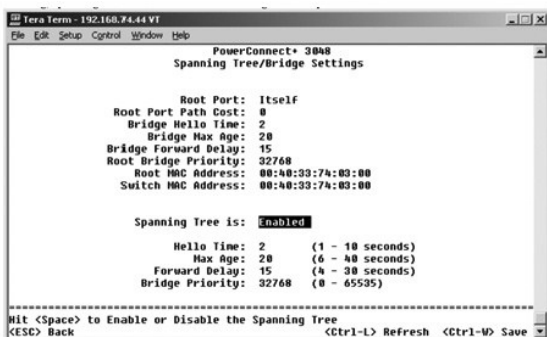 Tera Term - 192.168.74.44 VT
File Edit Setup Control Window Help
PowerConnect+ 3048
Spanning Tree/Bridge Settings
Root Port: Itself
Root Port Path Cost: 0
Bridge Hello Time: 2
Bridge Max Age: 20
Bridge Forward Delay: 15
Root Bridge Priority: 32768
Root MAC Address: 00:40:33:74:03:00
Switch MAC Address: 00:40:33:74:03:00
Spanning Tree is: Enabled
Hello Time: 2 (1 - 10 seconds)
Max Age: 20 (6 - 40 seconds)
Forward Delay: 15 (4 - 30 seconds)
Bridge Priority: 32768 (0 - 65535)
Hit <Space> to Enable or Disable the Spanning Tree
<ESC> Back <Ctrl-L> Refresh <Ctrl-W> Save